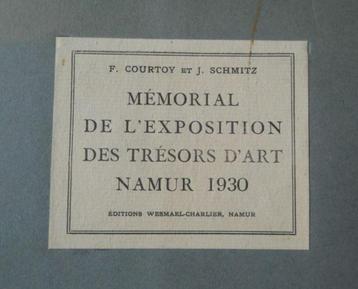 F. COURTOY ET J. SCHMITZ
MÉMORIAL
DE L'EXPOSITION
DES TRÉSORS D'ART
NAMUR 1930
ÉDITIONS WESMAEL-CHARLIER, NAMUR